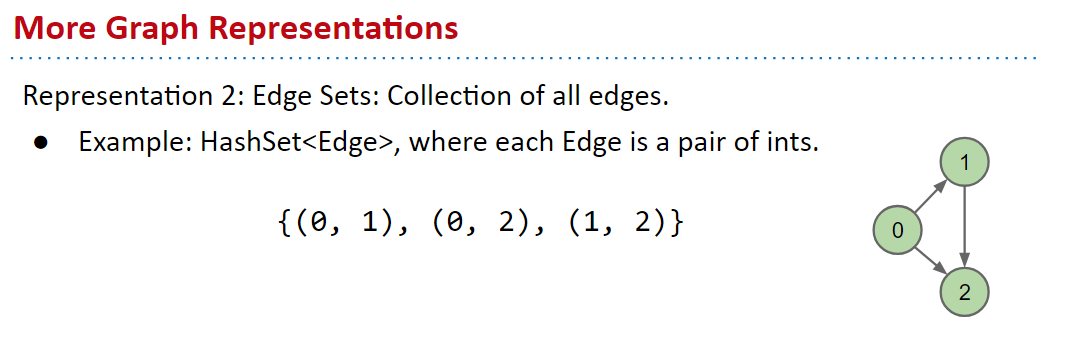 More Graph Representations
Representation 2: Edge Sets: Collection of all edges.
● Example: HashSet<Edge>, where each Edge is a pair of ints.
{(0, 1), (0, 2), (1, 2)}
1
0
2